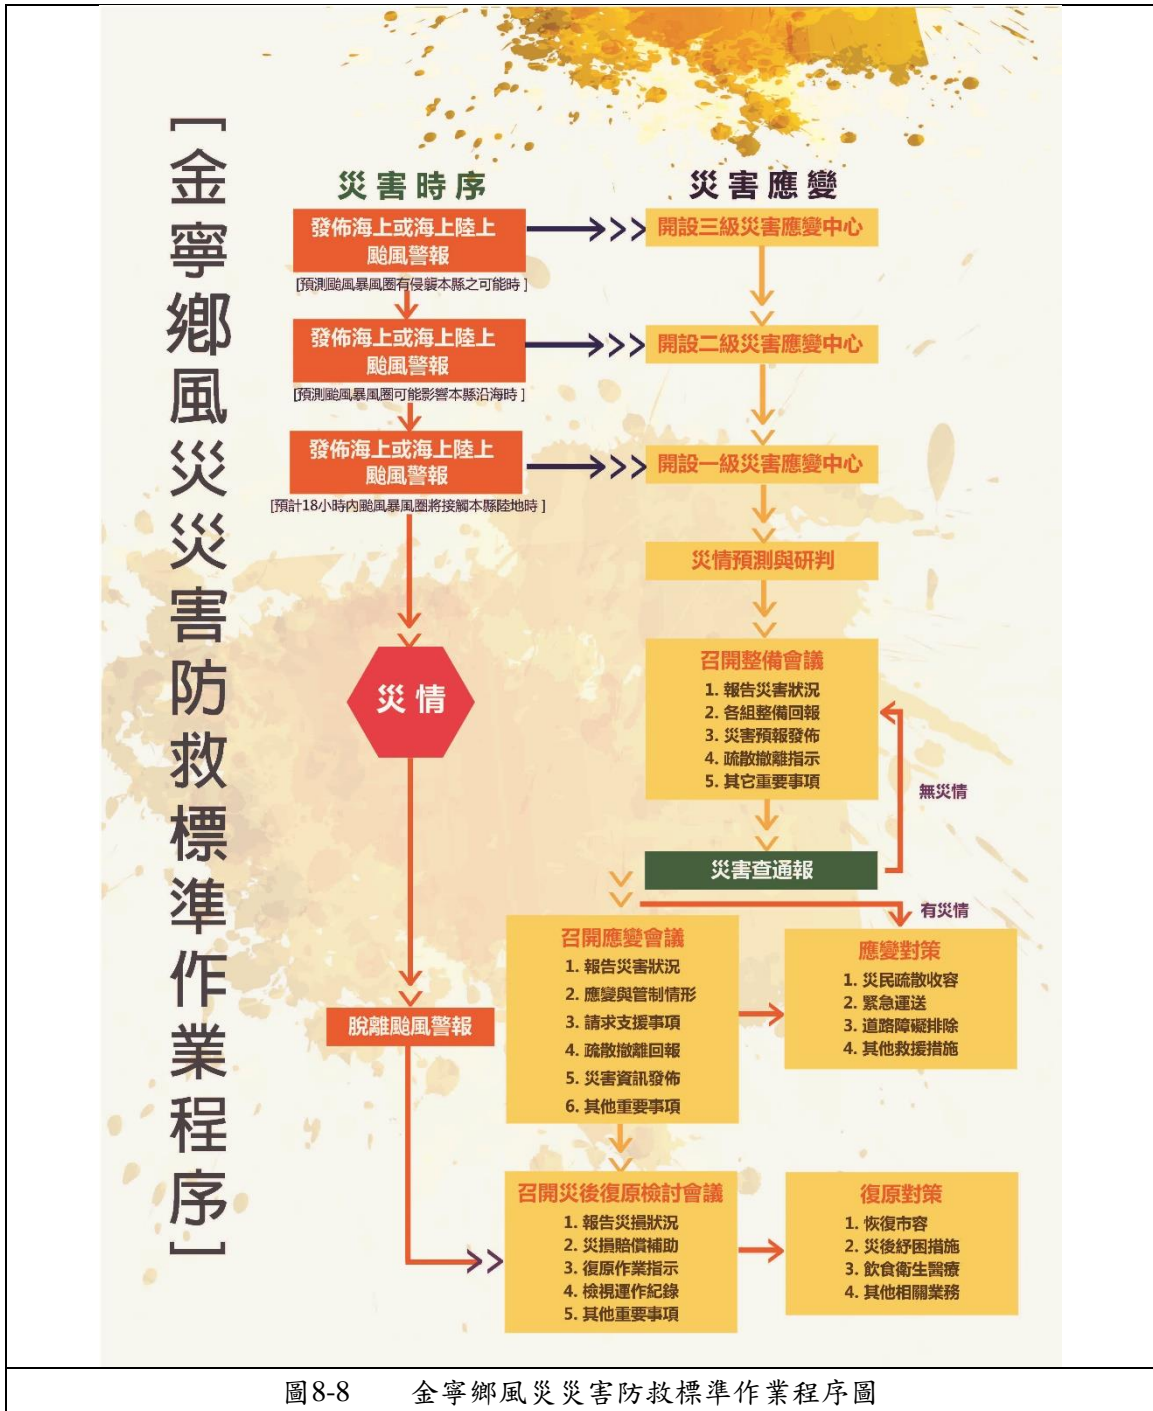 [金寧鄉風災災害防救標準作業程序]
災害時序
災害應變
發佈海上或海上陸上
颱風警報
[預測颱風暴風圈有侵襲本縣之可能時]
開設三級災害應變中心
發佈海上或海上陸上
颱風警報
[預測颱風暴風圈可能影響本縣沿海時]
開設二級災害應變中心
發佈海上或海上陸上
颱風警報
[預計18小時內颱風暴風圈將接觸本縣陸地時]
開設一級災害應變中心
災情預測與研判
災情
召開整備會議
1. 報告災害狀況
2. 各組整備回報
3. 災害預報發佈
4. 疏散撤離指示
5. 其它重要事項
無災情
災害查通報
有災情
召開應變會議
1. 報告災害狀況
2. 應變與管制情形
3. 請求支援事項
4. 疏散撤離回報
5. 災害資訊發佈
6. 其他重要事項
應變對策
1. 災民疏散收容
2. 緊急運送
3. 道路障礙排除
4. 其他救援措施
脫離颱風警報
召開災後復原檢討會議
1. 報告災損狀況
2. 災損賠償補助
3. 復原作業指示
4. 檢視運作紀錄
5. 其他重要事項
復原對策
1. 恢復市容
2. 災後紓困措施
3. 飲食衛生醫療
4. 其他相關業務
圖8-8 金寧鄉風災災害防救標準作業程序圖